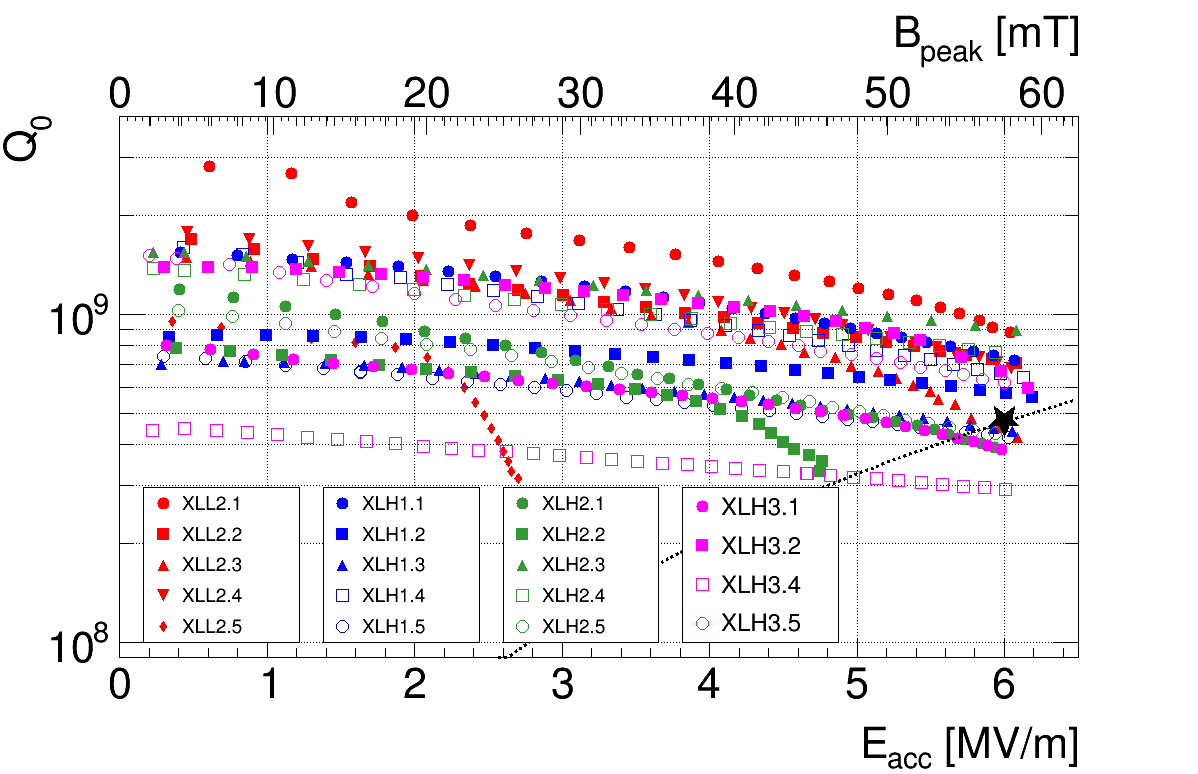 B_peak [mT]
0 10 20 30 40 50 60
Q_0
10^9
10^8
XLL2.1
XLL2.2
XLL2.3
XLL2.4
XLL2.5
XLH1.1
XLH1.2
XLH1.3
XLH1.4
XLH1.5
XLH2.1
XLH2.2
XLH2.3
XLH2.4
XLH2.5
XLH3.1
XLH3.2
XLH3.4
XLH3.5
0 1 2 3 4 5 6
E_acc [MV/m]